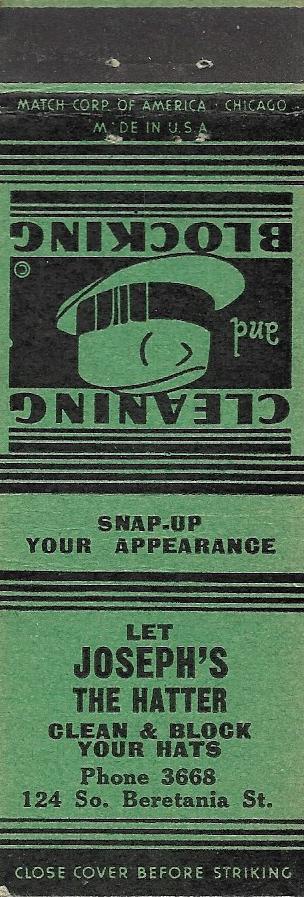 MATCH CORP. OF AMERICA · CHICAGO
M DE IN U.S.A
CLEANING
and
BLOCKING
©
SNAP-UP
YOUR APPEARANCE
LET
JOSEPH'S
THE HATTER
CLEAN & BLOCK
YOUR HATS
Phone 3668
124 So. Beretania St.
CLOSE COVER BEFORE STRIKING